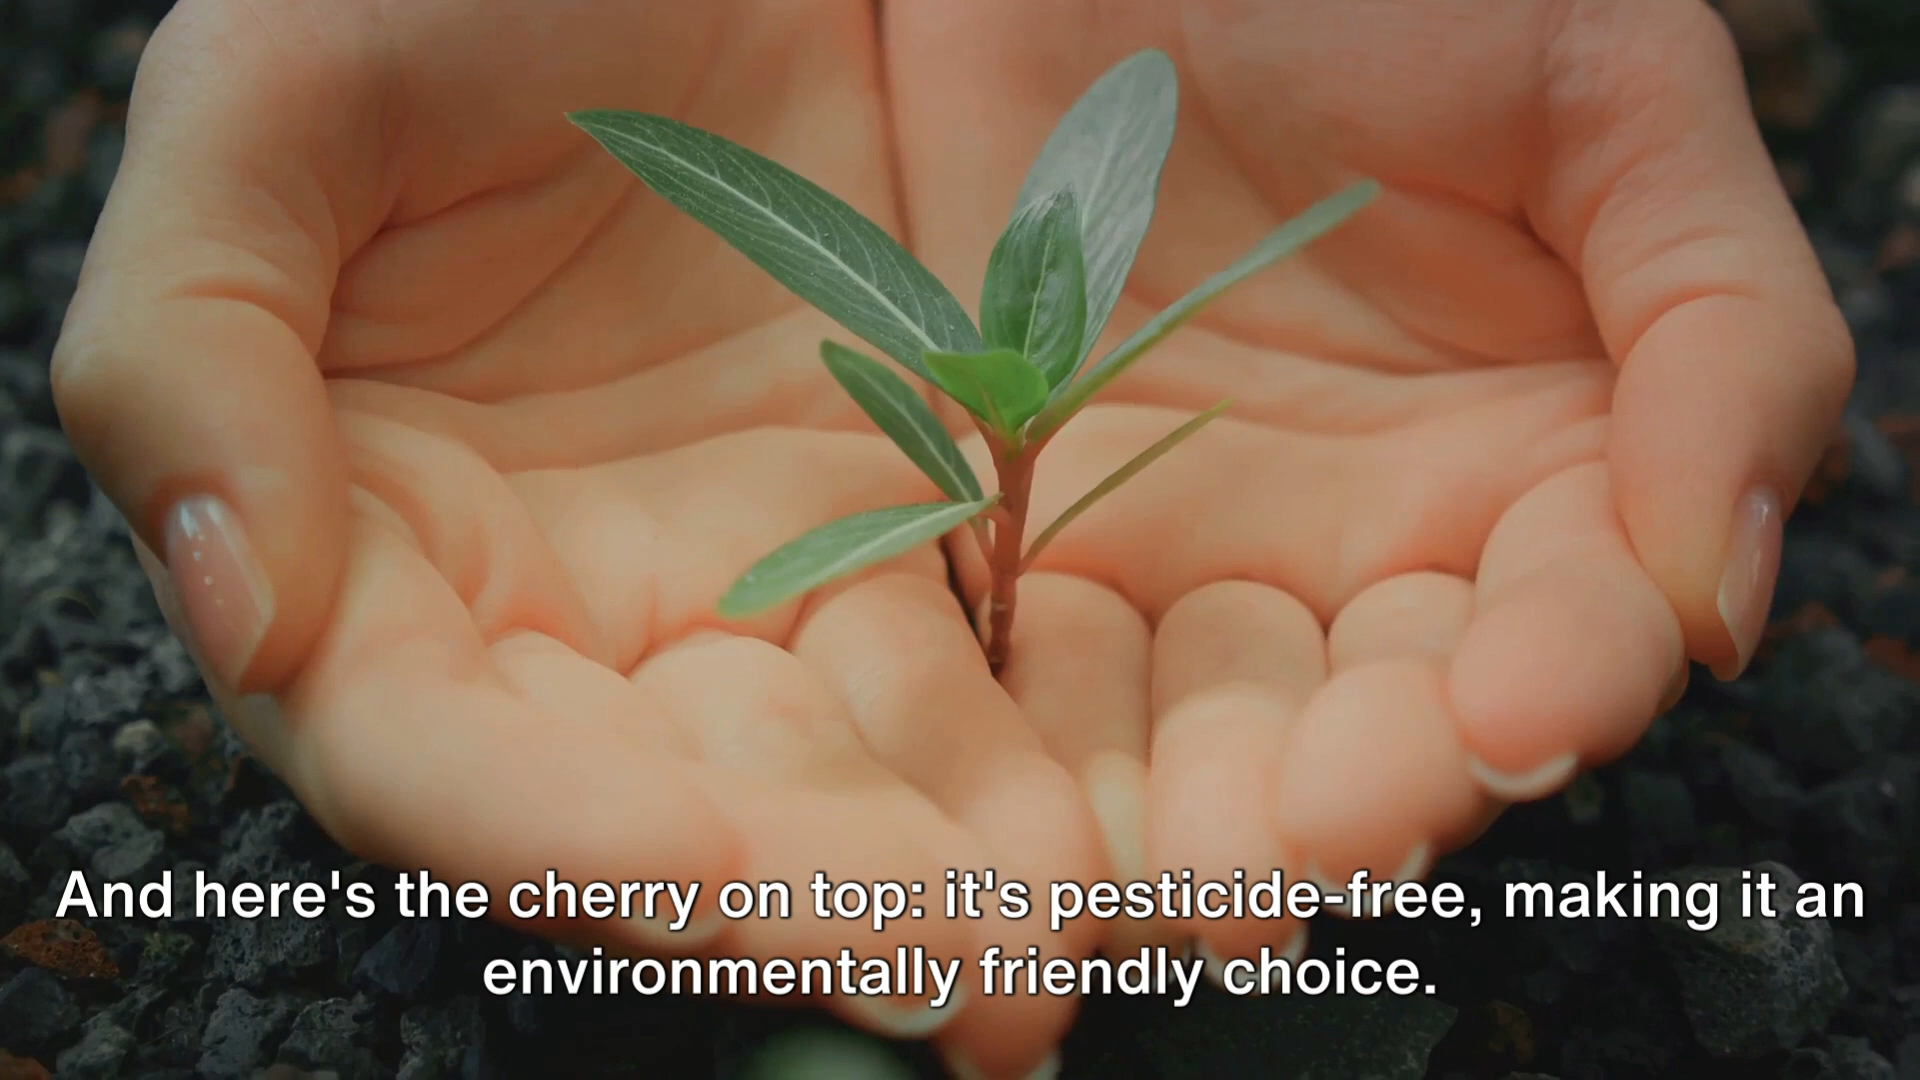 And here's the cherry on top: it's pesticide-free, making it an
environmentally friendly choice.